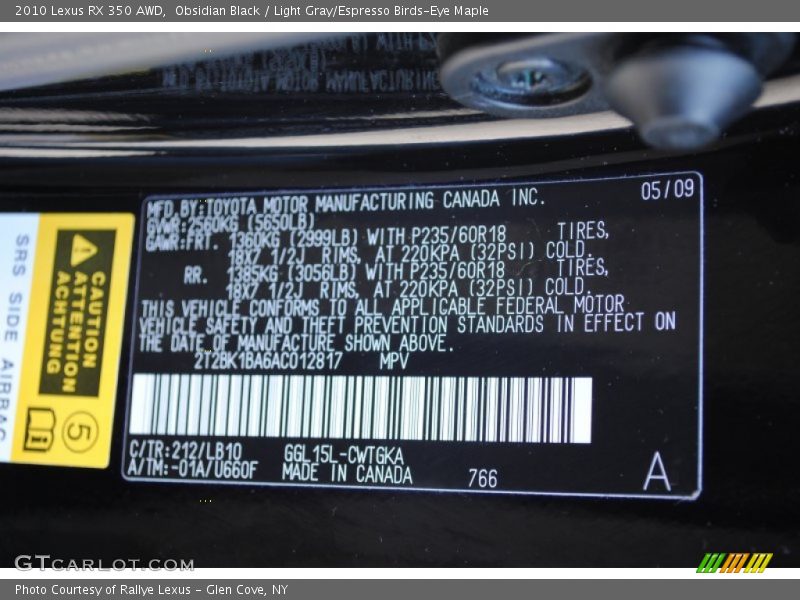 2010 Lexus RX 350 AWD,  Obsidian Black / Light Gray/Espresso Birds-Eye Maple
MFD.BY:TOYOTA MOTOR MANUFACTURING CANADA INC. 05/09
GVWR:2560KG (5650LB)
GAWR:FRT. 1360KG (2999LB) WITH P235/60R18 TIRES,
18X7 1/2J RIMS, AT 220KPA (32PSI) COLD.
RR. 1385KG (3056LB) WITH P235/60R18 TIRES,
18X7 1/2J RIMS, AT 220KPA (32PSI) COLD.
THIS VEHICLE CONFORMS TO ALL APPLICABLE FEDERAL MOTOR
VEHICLE SAFETY AND THEFT PREVENTION STANDARDS IN EFFECT ON
THE DATE OF MANUFACTURE SHOWN ABOVE.
2T2BK1BA6AC012817 MPV
C/TR:212/LB10 GGL15L-CWTGKA
A/TM:-01A/U660F MADE IN CANADA 766 A
SRS SIDE AIRBAG
CAUTION
ATTENTION
ACHTUNG
5
GTCARLOT.COM
Photo Courtesy of Rallye Lexus - Glen Cove, NY